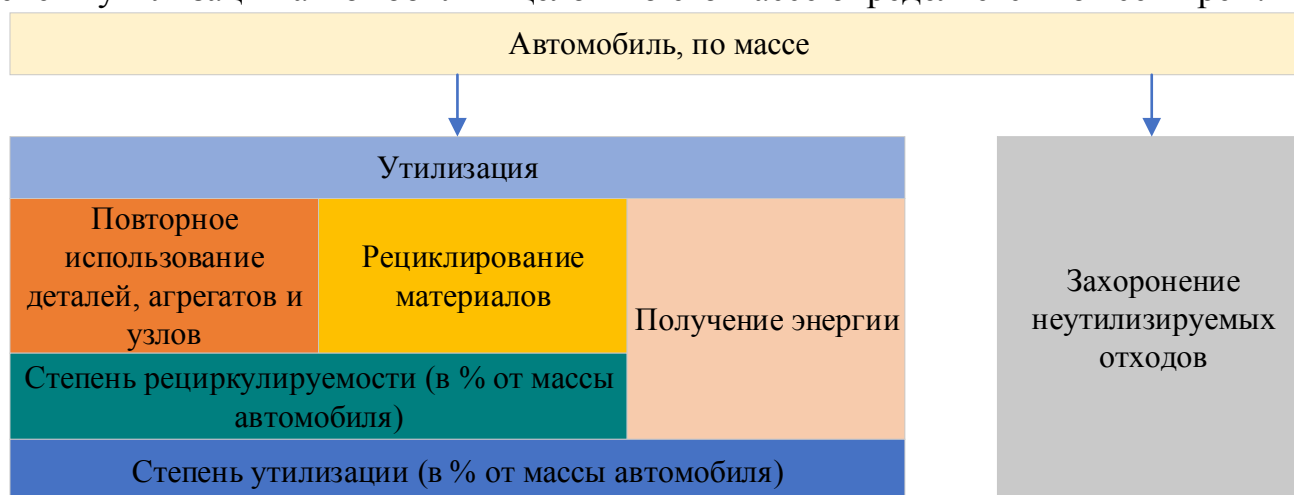 Автомобиль, по массе
Утилизация
Повторное
использование
деталей, агрегатов и
узлов
Рециклирование
материалов
Получение энергии
Захоронение
неутилизируемых
отходов
Степень рециркулируемости (в % от массы
автомобиля)
Степень утилизации (в % от массы автомобиля)